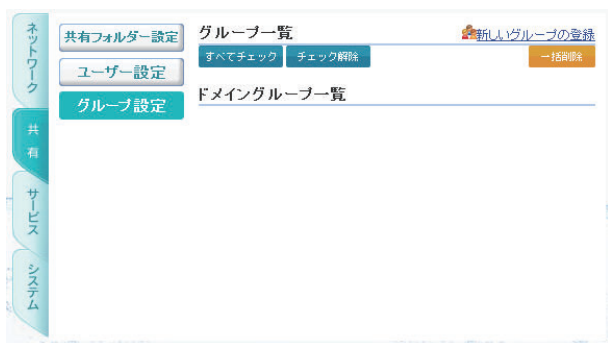 ネットワーク
共有
サービス
システム
共有フォルダー設定
ユーザー設定
グループ設定
グループ一覧
新しいグループの登録
すべてチェック
チェック解除
一括削除
ドメイングループ一覧